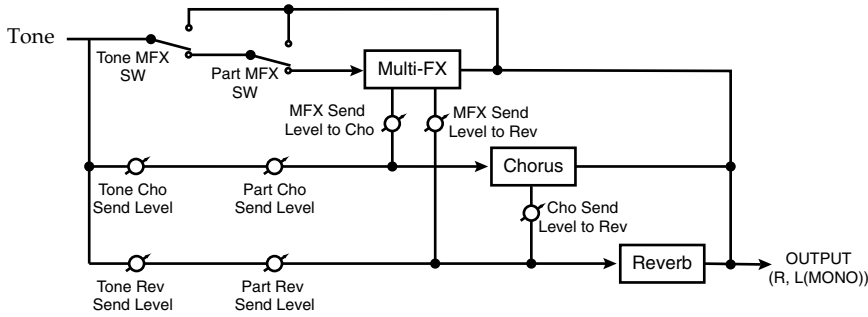 Tone
Tone MFX
SW
Part MFX
SW
Multi-FX
MFX Send
Level to Cho
MFX Send
Level to Rev
Tone Cho
Send Level
Part Cho
Send Level
Chorus
Cho Send
Level to Rev
Tone Rev
Send Level
Part Rev
Send Level
Reverb
OUTPUT
(R, L(MONO))